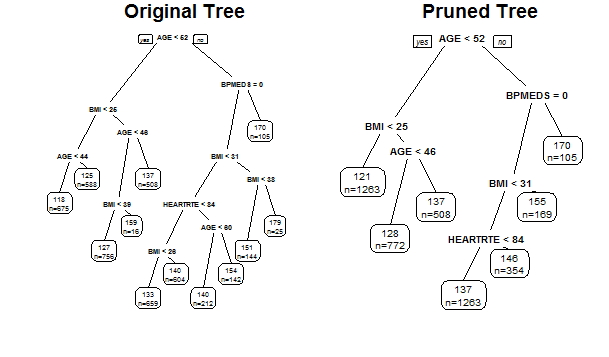 Original Tree
yes AGE < 52 no
BPMEDS = 0
BMI < 25
170
n=105
AGE < 46
AGE < 44
BMI < 31
125
n=588
137
n=508
BMI < 38
118
n=675
BMI < 39
HEARTRTE < 84
159
n=16
179
n=25
AGE < 60
127
n=756
151
n=144
BMI < 26
140
n=604
154
n=142
133
n=659
140
n=212
Pruned Tree
yes AGE < 52 no
BPMEDS = 0
BMI < 25
170
n=105
AGE < 46
121
n=1263
BMI < 31
137
n=508
155
n=169
128
n=772
HEARTRTE < 84
146
n=354
137
n=1263